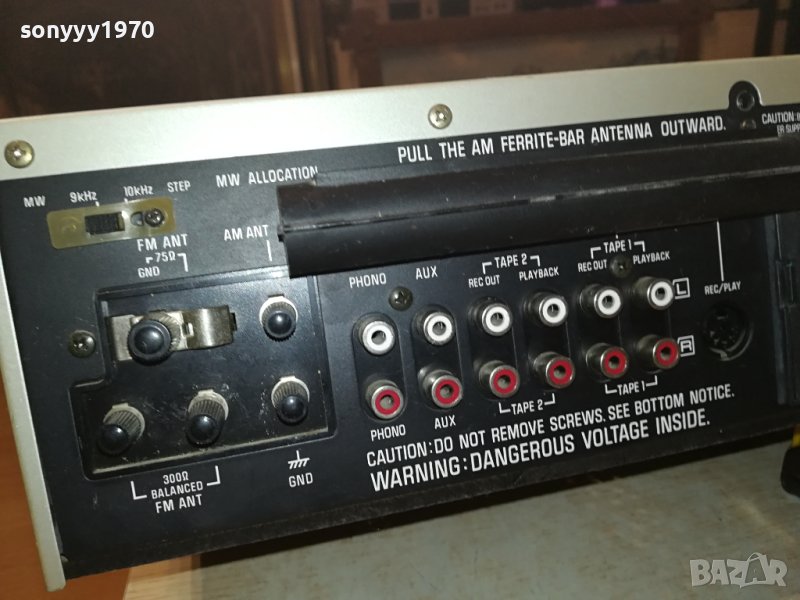 sonyyy1970
PULL THE AM FERRITE-BAR ANTENNA OUTWARD.
CAUTION:
ER SUPP
MW 9kHz 10kHz STEP MW ALLOCATION
FM ANT
75Ω
GND
AM ANT
PHONO AUX
TAPE 2
REC OUT PLAYBACK
TAPE 1
REC OUT PLAYBACK
L
REC/PLAY
R
PHONO AUX TAPE 2 TAPE 1
300Ω
BALANCED
FM ANT
GND
CAUTION: DO NOT REMOVE SCREWS. SEE BOTTOM NOTICE.
WARNING: DANGEROUS VOLTAGE INSIDE.
BAZAR